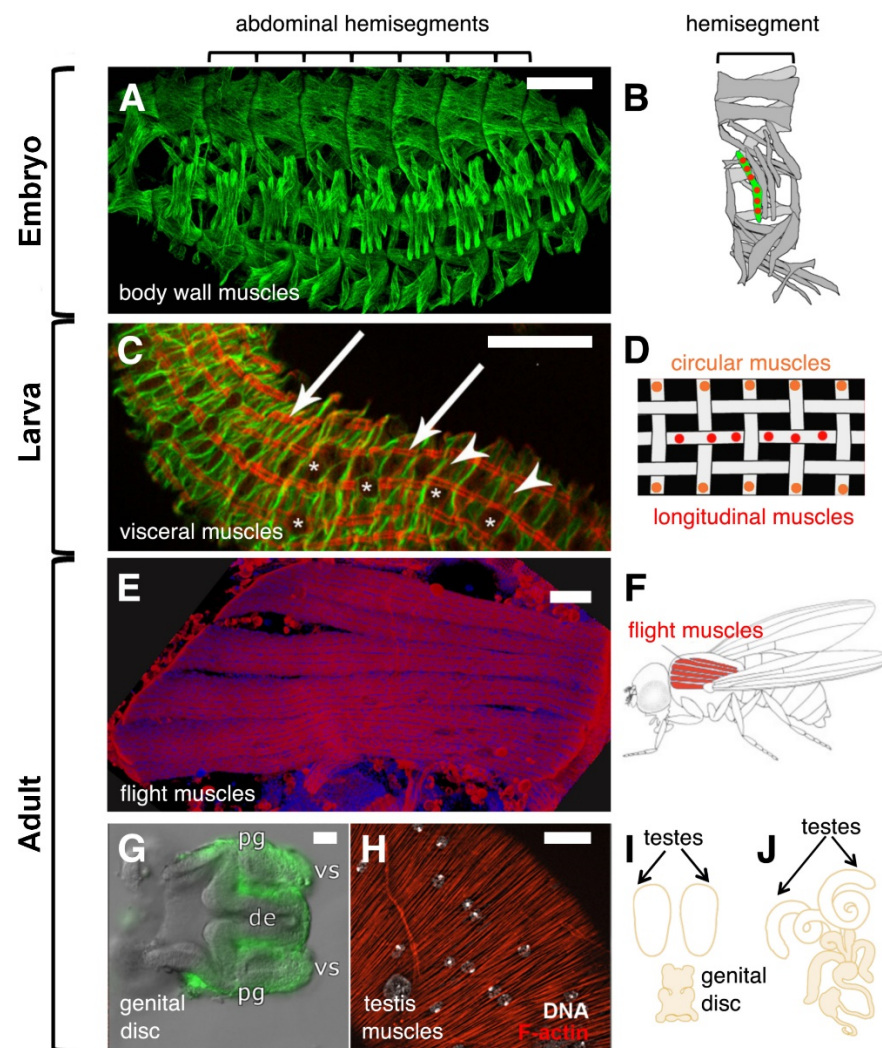 abdominal hemisegments
hemisegment
Embryo
A
body wall muscles
B
Larva
C
*
*
*
*
*
visceral muscles
D
circular muscles
longitudinal muscles
Adult
E
flight muscles
F
flight muscles
G
pg
vs
de
vs
pg
genital
disc
H
testis
muscles
DNA
F-actin
I
testes
J
testes
genital
disc